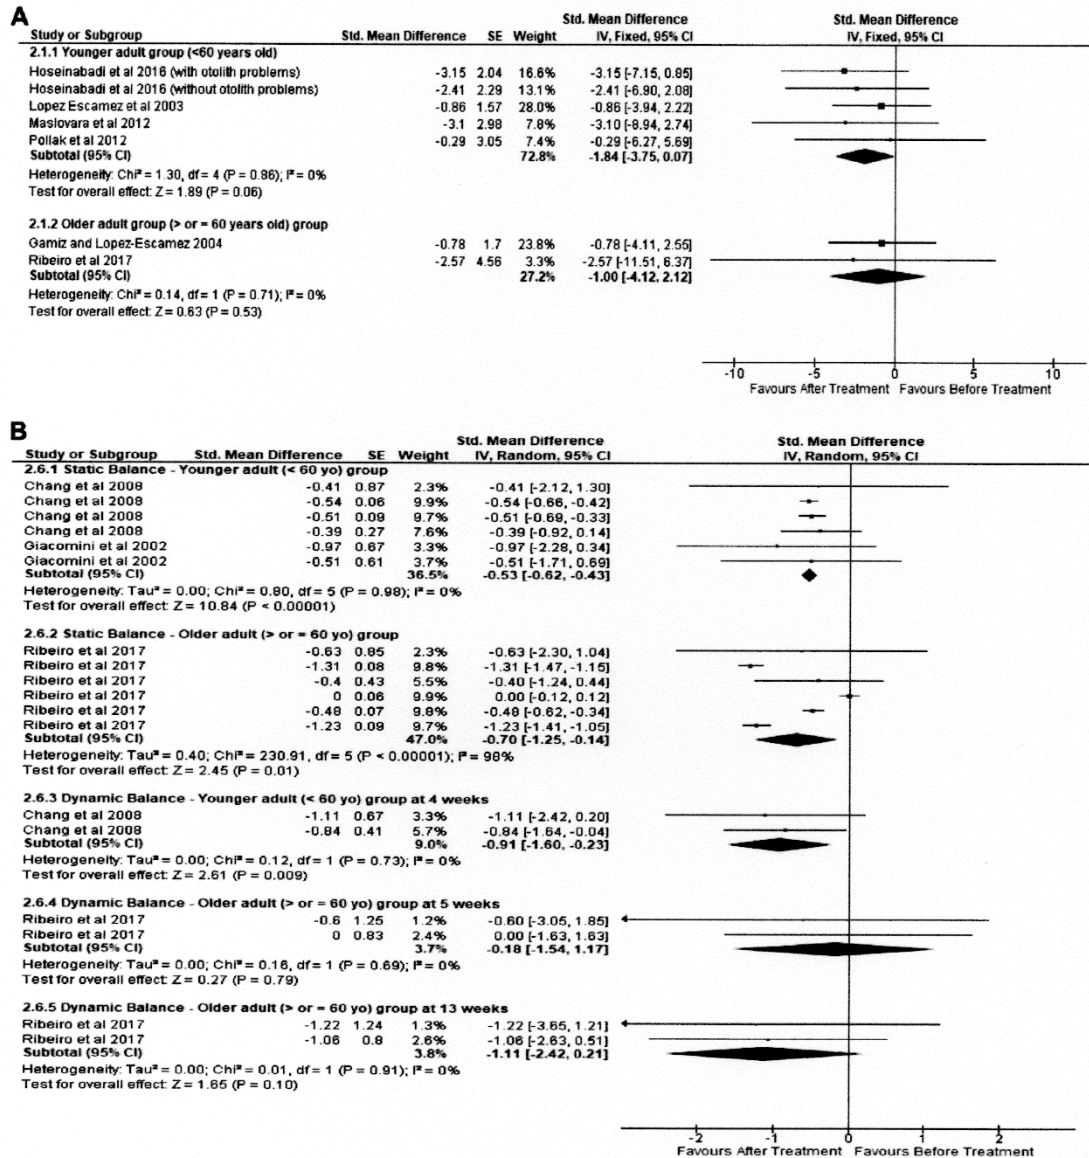 A
Std. Mean Difference Std. Mean Difference
Study or Subgroup Std. Mean Difference SE Weight IV, Fixed, 95% CI IV, Fixed, 95% CI
2.1.1 Younger adult group (<60 years old)
Hoseinabadi et al 2016 (with otolith problems) -3.15 2.04 16.6% -3.15 [-7.15, 0.85]
Hoseinabadi et al 2016 (without otolith problems) -2.41 2.29 13.1% -2.41 [-6.90, 2.08]
Lopez Escamez et al 2003 -0.86 1.57 28.0% -0.86 [-3.94, 2.22]
Maslovara et al 2012 -3.1 2.98 7.8% -3.10 [-8.94, 2.74]
Pollak et al 2012 -0.29 3.05 7.4% -0.29 [-6.27, 5.69]
Subtotal (95% CI) 72.8% -1.84 [-3.75, 0.07]
Heterogeneity: Chi² = 1.30, df = 4 (P = 0.86); I² = 0%
Test for overall effect: Z = 1.89 (P = 0.06)
2.1.2 Older adult group (> or = 60 years old) group
Gamiz and Lopez-Escamez 2004 -0.78 1.7 23.8% -0.78 [-4.11, 2.55]
Ribeiro et al 2017 -2.57 4.56 3.3% -2.57 [-11.51, 6.37]
Subtotal (95% CI) 27.2% -1.00 [-4.12, 2.12]
Heterogeneity: Chi² = 0.14, df = 1 (P = 0.71); I² = 0%
Test for overall effect: Z = 0.63 (P = 0.53)
-10 -5 0 5 10
Favours After Treatment Favours Before Treatment
B
Std. Mean Difference Std. Mean Difference
Study or Subgroup Std. Mean Difference SE Weight IV, Random, 95% CI IV, Random, 95% CI
2.6.1 Static Balance - Younger adult (< 60 yo) group
Chang et al 2008 -0.41 0.87 2.3% -0.41 [-2.12, 1.30]
Chang et al 2008 -0.54 0.06 9.9% -0.54 [-0.66, -0.42]
Chang et al 2008 -0.51 0.09 9.7% -0.51 [-0.69, -0.33]
Chang et al 2008 -0.39 0.27 7.6% -0.39 [-0.92, 0.14]
Giacomini et al 2002 -0.97 0.67 3.3% -0.97 [-2.28, 0.34]
Giacomini et al 2002 -0.51 0.61 3.7% -0.51 [-1.71, 0.69]
Subtotal (95% CI) 36.5% -0.53 [-0.62, -0.43]
Heterogeneity: Tau² = 0.00; Chi² = 0.80, df = 5 (P = 0.98); I² = 0%
Test for overall effect: Z = 10.84 (P < 0.00001)
2.6.2 Static Balance - Older adult (> or = 60 yo) group
Ribeiro et al 2017 -0.63 0.85 2.3% -0.63 [-2.30, 1.04]
Ribeiro et al 2017 -1.31 0.08 9.8% -1.31 [-1.47, -1.15]
Ribeiro et al 2017 -0.4 0.43 5.5% -0.40 [-1.24, 0.44]
Ribeiro et al 2017 0 0.06 9.9% 0.00 [-0.12, 0.12]
Ribeiro et al 2017 -0.48 0.07 9.8% -0.48 [-0.62, -0.34]
Ribeiro et al 2017 -1.23 0.09 9.7% -1.23 [-1.41, -1.05]
Subtotal (95% CI) 47.0% -0.70 [-1.25, -0.14]
Heterogeneity: Tau² = 0.40; Chi² = 230.91, df = 5 (P < 0.00001); I² = 98%
Test for overall effect: Z = 2.45 (P = 0.01)
2.6.3 Dynamic Balance - Younger adult (< 60 yo) group at 4 weeks
Chang et al 2008 -1.11 0.67 3.3% -1.11 [-2.42, 0.20]
Chang et al 2008 -0.84 0.41 5.7% -0.84 [-1.64, -0.04]
Subtotal (95% CI) 9.0% -0.91 [-1.60, -0.23]
Heterogeneity: Tau² = 0.00; Chi² = 0.12, df = 1 (P = 0.73); I² = 0%
Test for overall effect: Z = 2.61 (P = 0.009)
2.6.4 Dynamic Balance - Older adult (> or = 60 yo) group at 5 weeks
Ribeiro et al 2017 -0.6 1.25 1.2% -0.60 [-3.05, 1.85]
Ribeiro et al 2017 0 0.83 2.4% 0.00 [-1.63, 1.63]
Subtotal (95% CI) 3.7% -0.18 [-1.54, 1.17]
Heterogeneity: Tau² = 0.00; Chi² = 0.16, df = 1 (P = 0.69); I² = 0%
Test for overall effect: Z = 0.27 (P = 0.79)
2.6.5 Dynamic Balance - Older adult (> or = 60 yo) group at 13 weeks
Ribeiro et al 2017 -1.22 1.24 1.3% -1.22 [-3.65, 1.21]
Ribeiro et al 2017 -1.06 0.8 2.6% -1.06 [-2.63, 0.51]
Subtotal (95% CI) 3.8% -1.11 [-2.42, 0.21]
Heterogeneity: Tau² = 0.00; Chi² = 0.01, df = 1 (P = 0.91); I² = 0%
Test for overall effect: Z = 1.65 (P = 0.10)
-2 -1 0 1 2
Favours After Treatment Favours Before Treatment